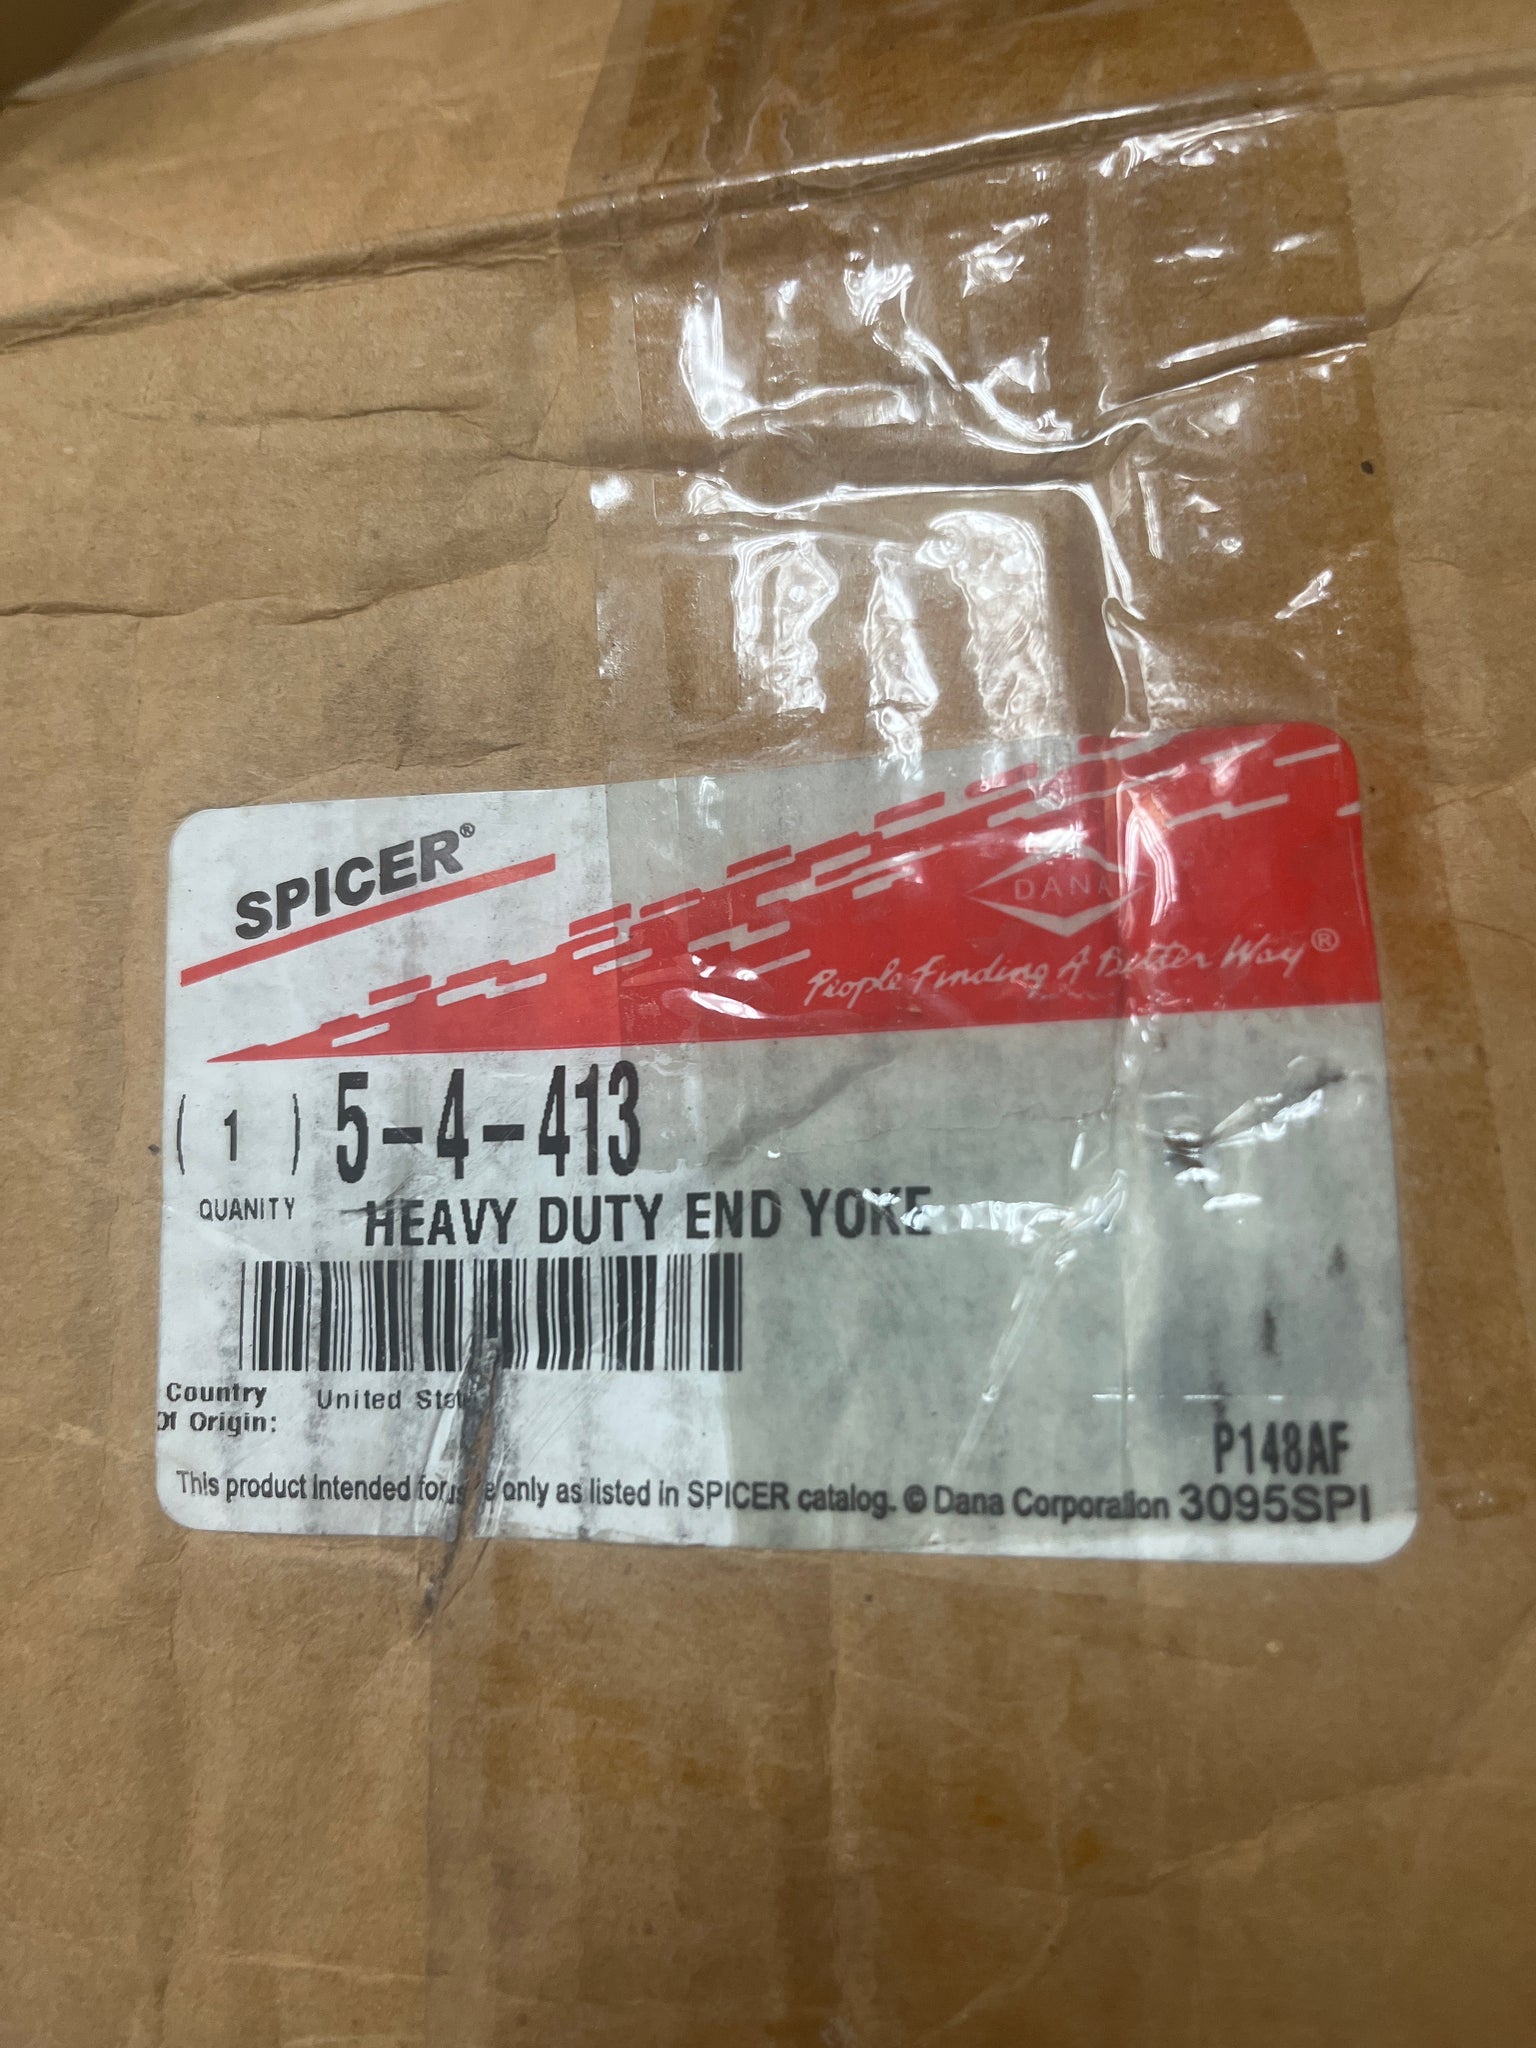 SPICER®
DANA
People Finding A Better Way®
( 1 ) 5-4-413
QUANITY
HEAVY DUTY END YOKE
Country United
Of Origin:
P148AF
This product intended for only as listed in SPICER catalog. © Dana Corporation 3095SPI